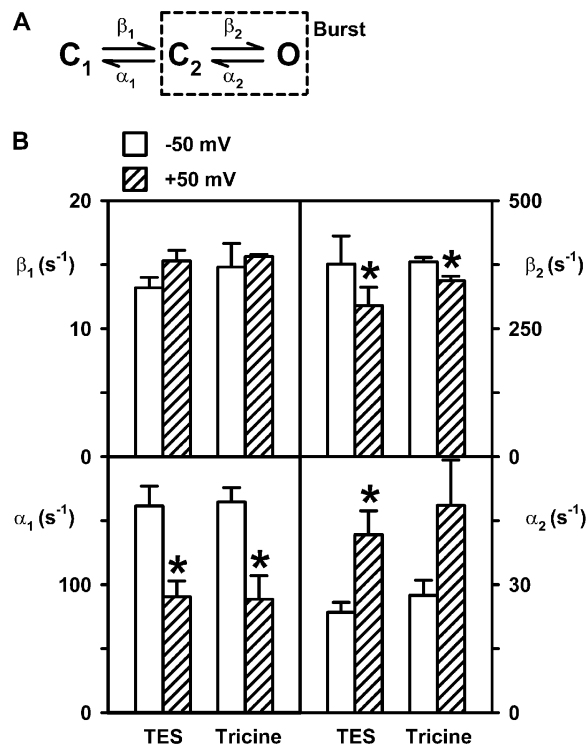 A
β1 β2 Burst
C1 C2 O
α1 α2
B
-50 mV
+50 mV
20 500
β1 (s-1) β2 (s-1)
* *
10 250
0 0
α1 (s-1) α2 (s-1)
* * *
100 30
0 0
TES Tricine TES Tricine